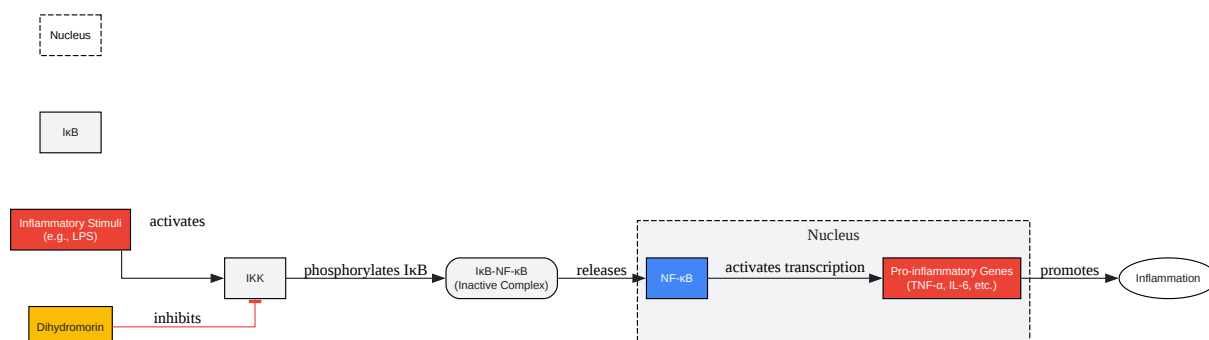 Nucleus
IκB
Inflammatory Stimuli
(e.g., LPS)
activates
Nucleus
IKK
phosphorylates IκB
IκB-NF-κB
(Inactive Complex)
releases
NF-κB
activates transcription
Pro-inflammatory Genes
(TNF-α, IL-6, etc.)
promotes
Inflammation
Dihydromorin
inhibits